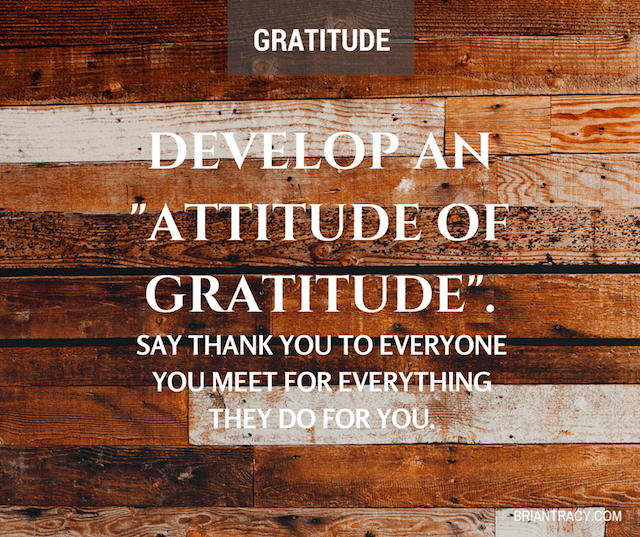 GRATITUDE
DEVELOP AN
"ATTITUDE OF
GRATITUDE".
SAY THANK YOU TO EVERYONE
YOU MEET FOR EVERYTHING
THEY DO FOR YOU.
BRIANTRACY.COM